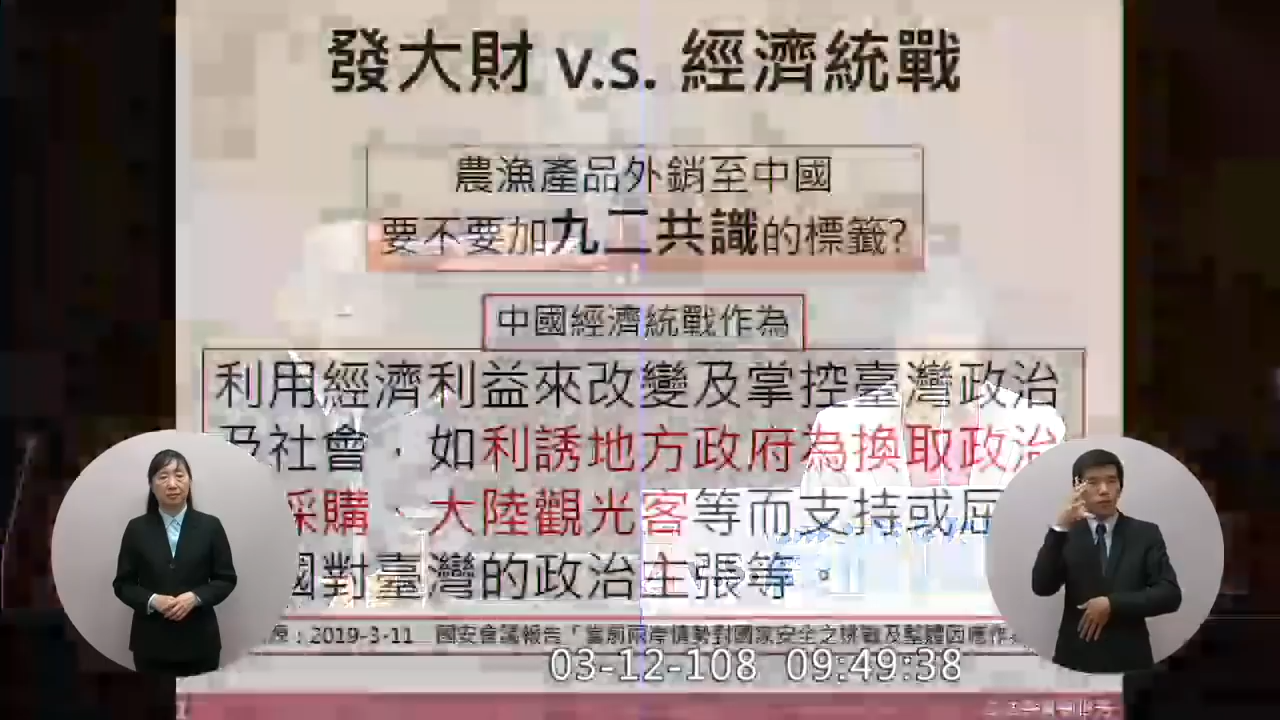 發大財 v.s. 經濟統戰
農漁產品外銷至中國
要不要加九二共識的標籤?
中國經濟統戰作為
利用經濟利益來改變及掌控臺灣政治
及社會，如利誘地方政府為換取政治
採購、大陸觀光客等而支持或屈
國對臺灣的政治主張等。
：2019-3-11 國安會議報告「當前兩岸情勢對國家安全之挑戰及整體因應作
03-12-108 09:49:38